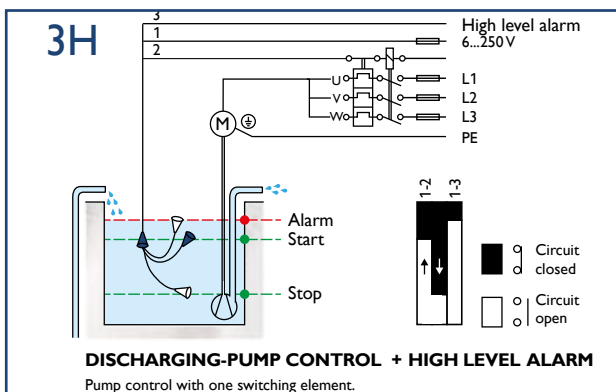 3H
3
High level alarm
1
6...250 V
2
U
L1
V
L2
W
L3
M
PE
Alarm
Start
Stop
1-2
1-3
Circuit
closed
Circuit
open
DISCHARGING-PUMP CONTROL + HIGH LEVEL ALARM
Pump control with one switching element.